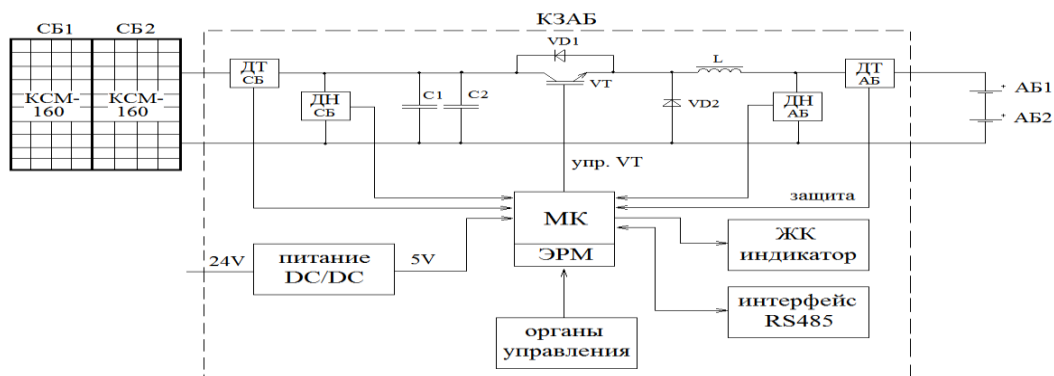 СБ1 СБ2
КСМ-160
КСМ-160
КЗАБ
ДТ
СБ
ДН
СБ
C1
C2
VD1
VT
VD2
L
ДН
АБ
ДТ
АБ
АБ1
АБ2
+
+
упр. VT
защита
МК
ЭРМ
24V
питание
DC/DC
5V
ЖК
индикатор
интерфейс
RS485
органы
управления